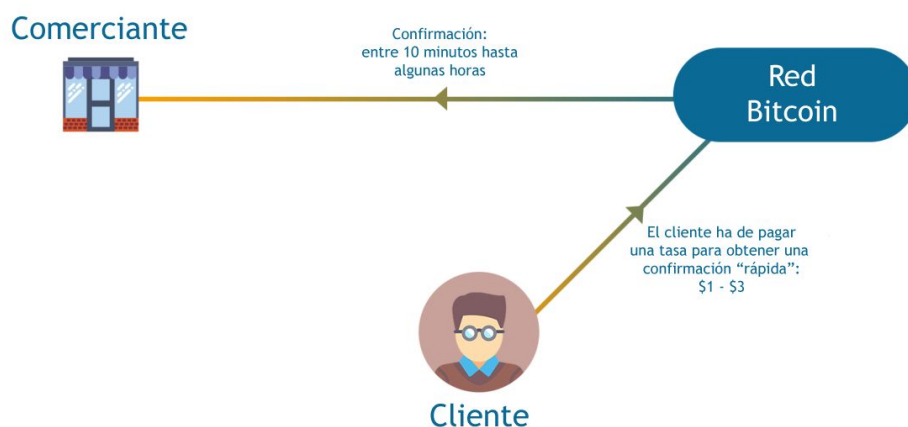 Comerciante
Confirmación:
entre 10 minutos hasta
algunas horas
Red
Bitcoin
El cliente ha de pagar
una tasa para obtener una
confirmación “rápida”:
$1 - $3
Cliente